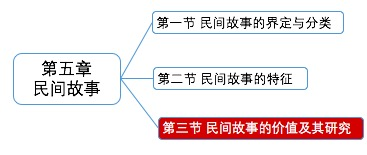 第五章
民间故事
第一节 民间故事的界定与分类
第二节 民间故事的特征
第三节 民间故事的价值及其研究